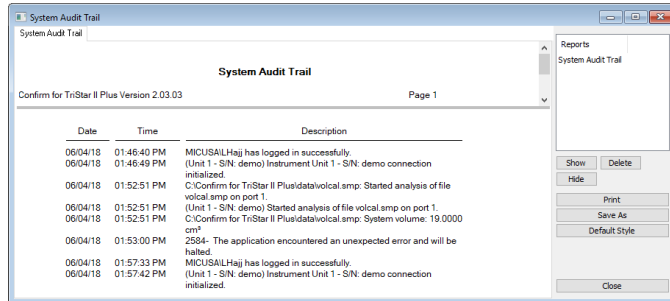 System Audit Trail
System Audit Trail
System Audit Trail
Confirm for TriStar II Plus Version 2.03.03 Page 1
Date Time Description
06/04/18 01:46:40 PM MICUSA\LHajj has logged in successfully.
06/04/18 01:46:49 PM (Unit 1 - S/N: demo) Instrument Unit 1 - S/N: demo connection
initialized.
06/04/18 01:52:51 PM C:\Confirm for TriStar II Plus\data\volcal.smp: Started analysis of file
volcal.smp on port 1.
06/04/18 01:52:51 PM (Unit 1 - S/N: demo) Started analysis of file volcal.smp on port 1.
06/04/18 01:52:51 PM C:\Confirm for TriStar II Plus\data\volcal.smp: System volume: 19.0000
cm³
06/04/18 01:53:00 PM 2584- The application encountered an unexpected error and will be
halted.
06/04/18 01:57:33 PM MICUSA\LHajj has logged in successfully.
06/04/18 01:57:42 PM (Unit 1 - S/N: demo) Instrument Unit 1 - S/N: demo connection
initialized.
Reports
System Audit Trail
Show Delete
Hide
Print
Save As
Default Style
Close